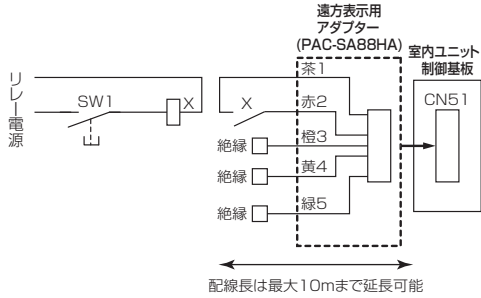 遠方表示用
アダプター
(PAC-SA88HA)
室内ユニット
制御基板
リレー電源
SW1
X
X
茶1
赤2
絶縁
橙3
絶縁
黄4
絶縁
緑5
CN51
配線長は最大10mまで延長可能